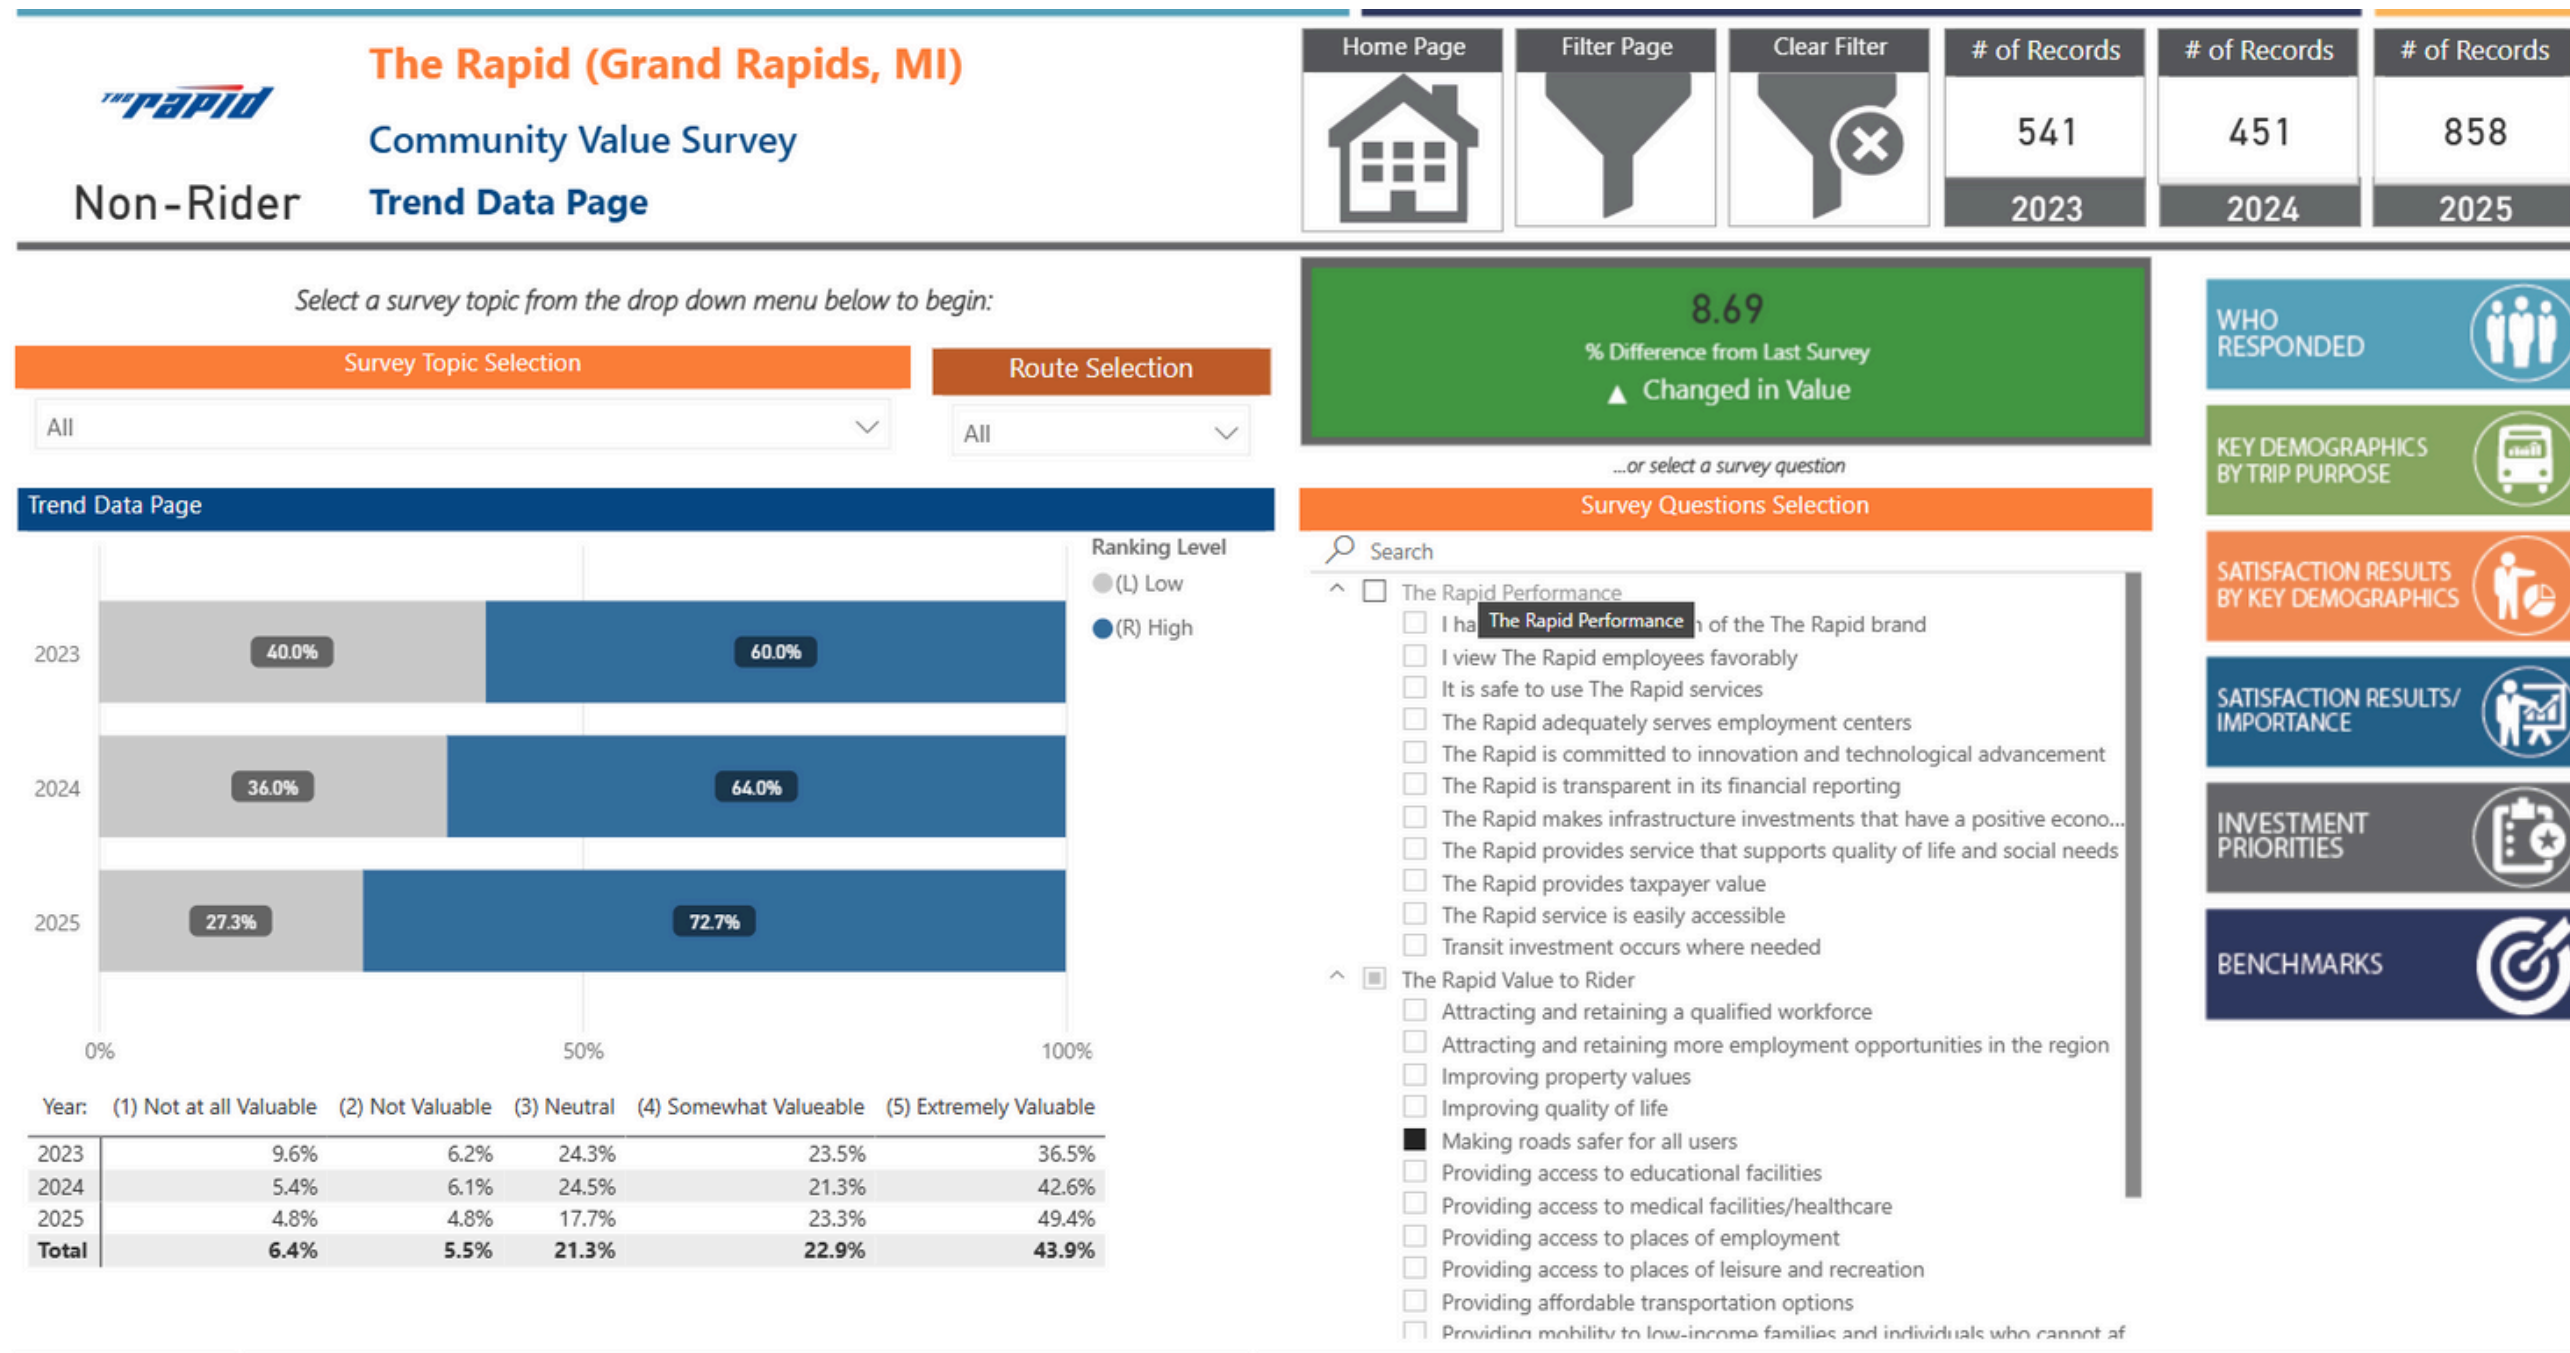 The Rapid (Grand Rapids, MI)
THE rapid
Community Value Survey
Non-Rider
Trend Data Page
Home Page
Filter Page
Clear Filter
# of Records
541
2023
# of Records
451
2024
# of Records
858
2025
Select a survey topic from the drop down menu below to begin:
Survey Topic Selection
All
Route Selection
All
8.69
% Difference from Last Survey
▲ Changed in Value
...or select a survey question
Trend Data Page
Ranking Level
(L) Low
(R) High
2023
40.0%
60.0%
2024
36.0%
64.0%
2025
27.3%
72.7%
0% 50% 100%
Year: (1) Not at all Valuable (2) Not Valuable (3) Neutral (4) Somewhat Valueable (5) Extremely Valuable
2023 9.6% 6.2% 24.3% 23.5% 36.5%
2024 5.4% 6.1% 24.5% 21.3% 42.6%
2025 4.8% 4.8% 17.7% 23.3% 49.4%
Total 6.4% 5.5% 21.3% 22.9% 43.9%
Survey Questions Selection
Search
The Rapid Performance
The Rapid Performance
I ha of the The Rapid brand
I view The Rapid employees favorably
It is safe to use The Rapid services
The Rapid adequately serves employment centers
The Rapid is committed to innovation and technological advancement
The Rapid is transparent in its financial reporting
The Rapid makes infrastructure investments that have a positive econo...
The Rapid provides service that supports quality of life and social needs
The Rapid provides taxpayer value
The Rapid service is easily accessible
Transit investment occurs where needed
The Rapid Value to Rider
Attracting and retaining a qualified workforce
Attracting and retaining more employment opportunities in the region
Improving property values
Improving quality of life
Making roads safer for all users
Providing access to educational facilities
Providing access to medical facilities/healthcare
Providing access to places of employment
Providing access to places of leisure and recreation
Providing affordable transportation options
Providing mobility to low-income families and individuals who cannot af
WHO
RESPONDED
KEY DEMOGRAPHICS
BY TRIP PURPOSE
SATISFACTION RESULTS
BY KEY DEMOGRAPHICS
SATISFACTION RESULTS/
IMPORTANCE
INVESTMENT
PRIORITIES
BENCHMARKS